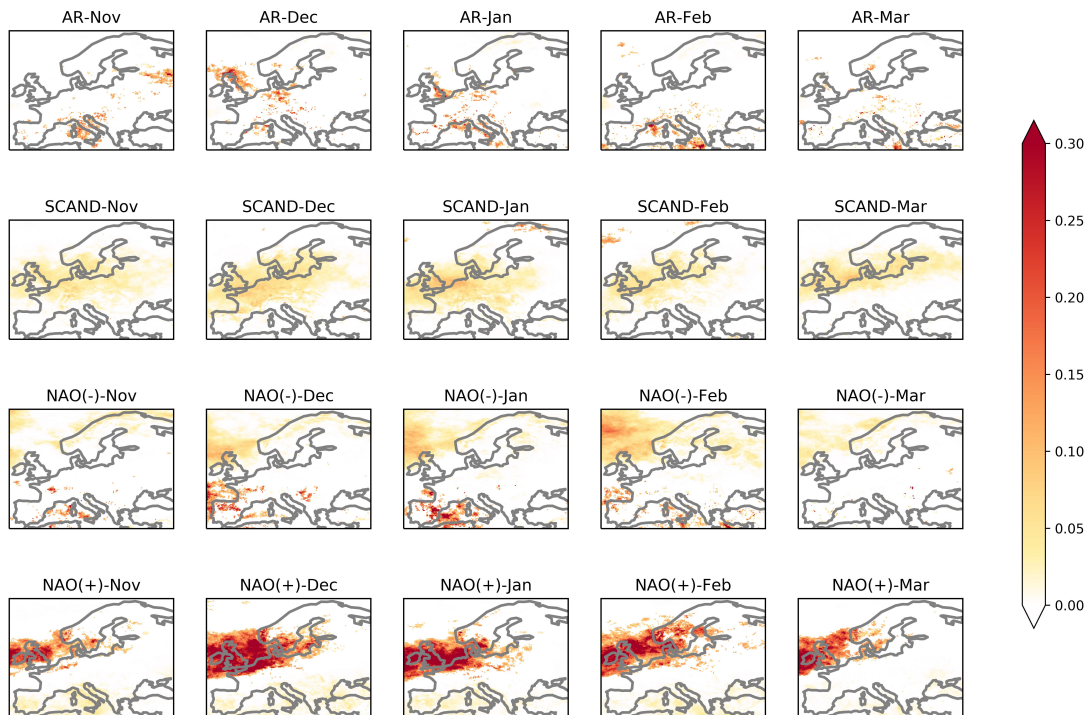 AR-Nov AR-Dec AR-Jan AR-Feb AR-Mar
SCAND-Nov SCAND-Dec SCAND-Jan SCAND-Feb SCAND-Mar
NAO(-)-Nov NAO(-)-Dec NAO(-)-Jan NAO(-)-Feb NAO(-)-Mar
NAO(+)-Nov NAO(+)-Dec NAO(+)-Jan NAO(+)-Feb NAO(+)-Mar
0.30
0.25
0.20
0.15
0.10
0.05
0.00